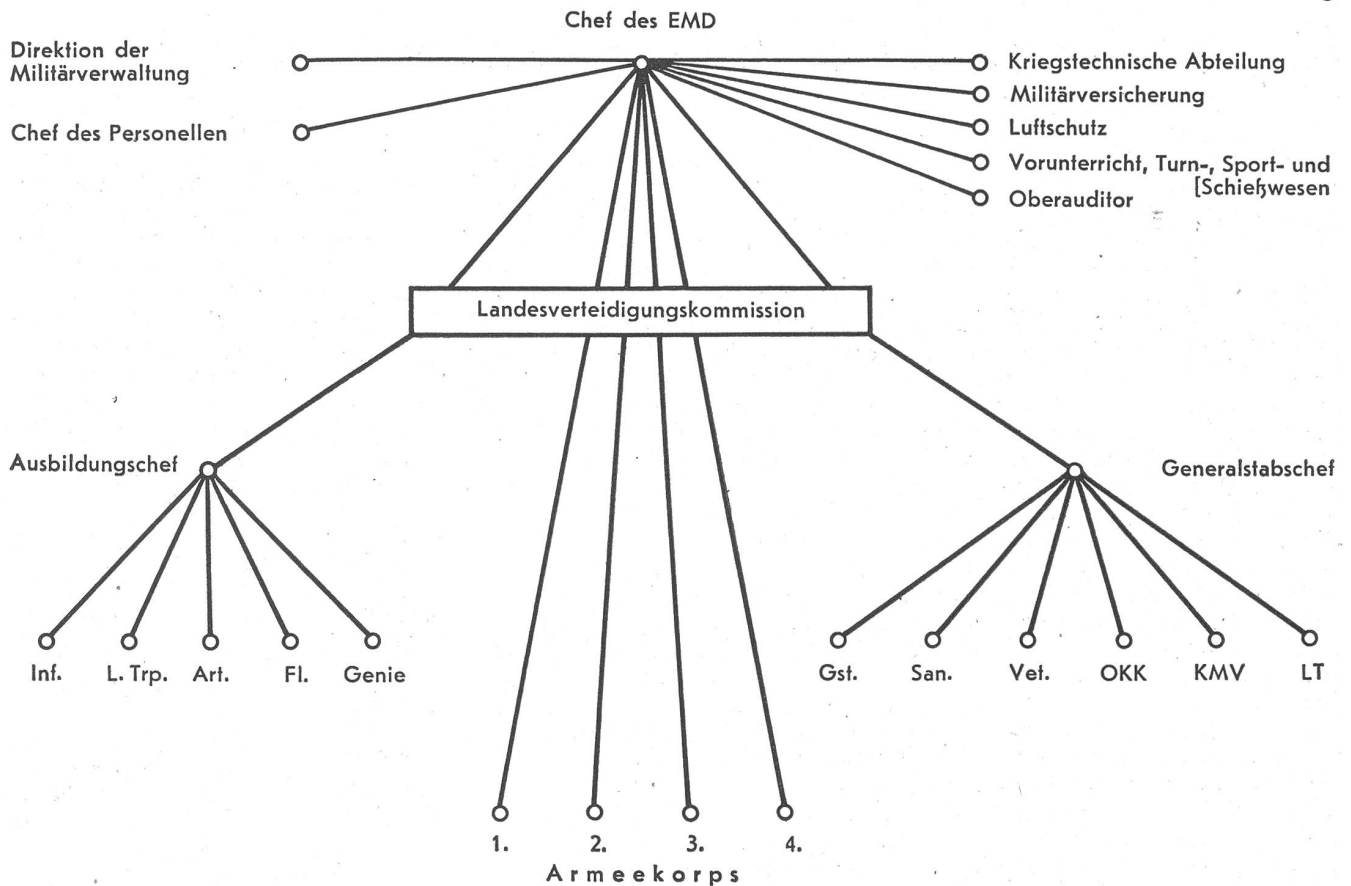 Chef des EMD
Direktion der
Militärverwaltung
Chef des Personellen
Kriegstechnische Abteilung
Militärversicherung
Luftschutz
Vorunterricht, Turn-, Sport- und
[Schießwesen
Oberauditor
Landesverteidigungskommission
Ausbildungschef
Generalstabschef
Inf. L. Trp. Art. Fl. Genie
Gst. San. Vet. OKK KMV LT
1. 2. 3. 4.
Armeekorps